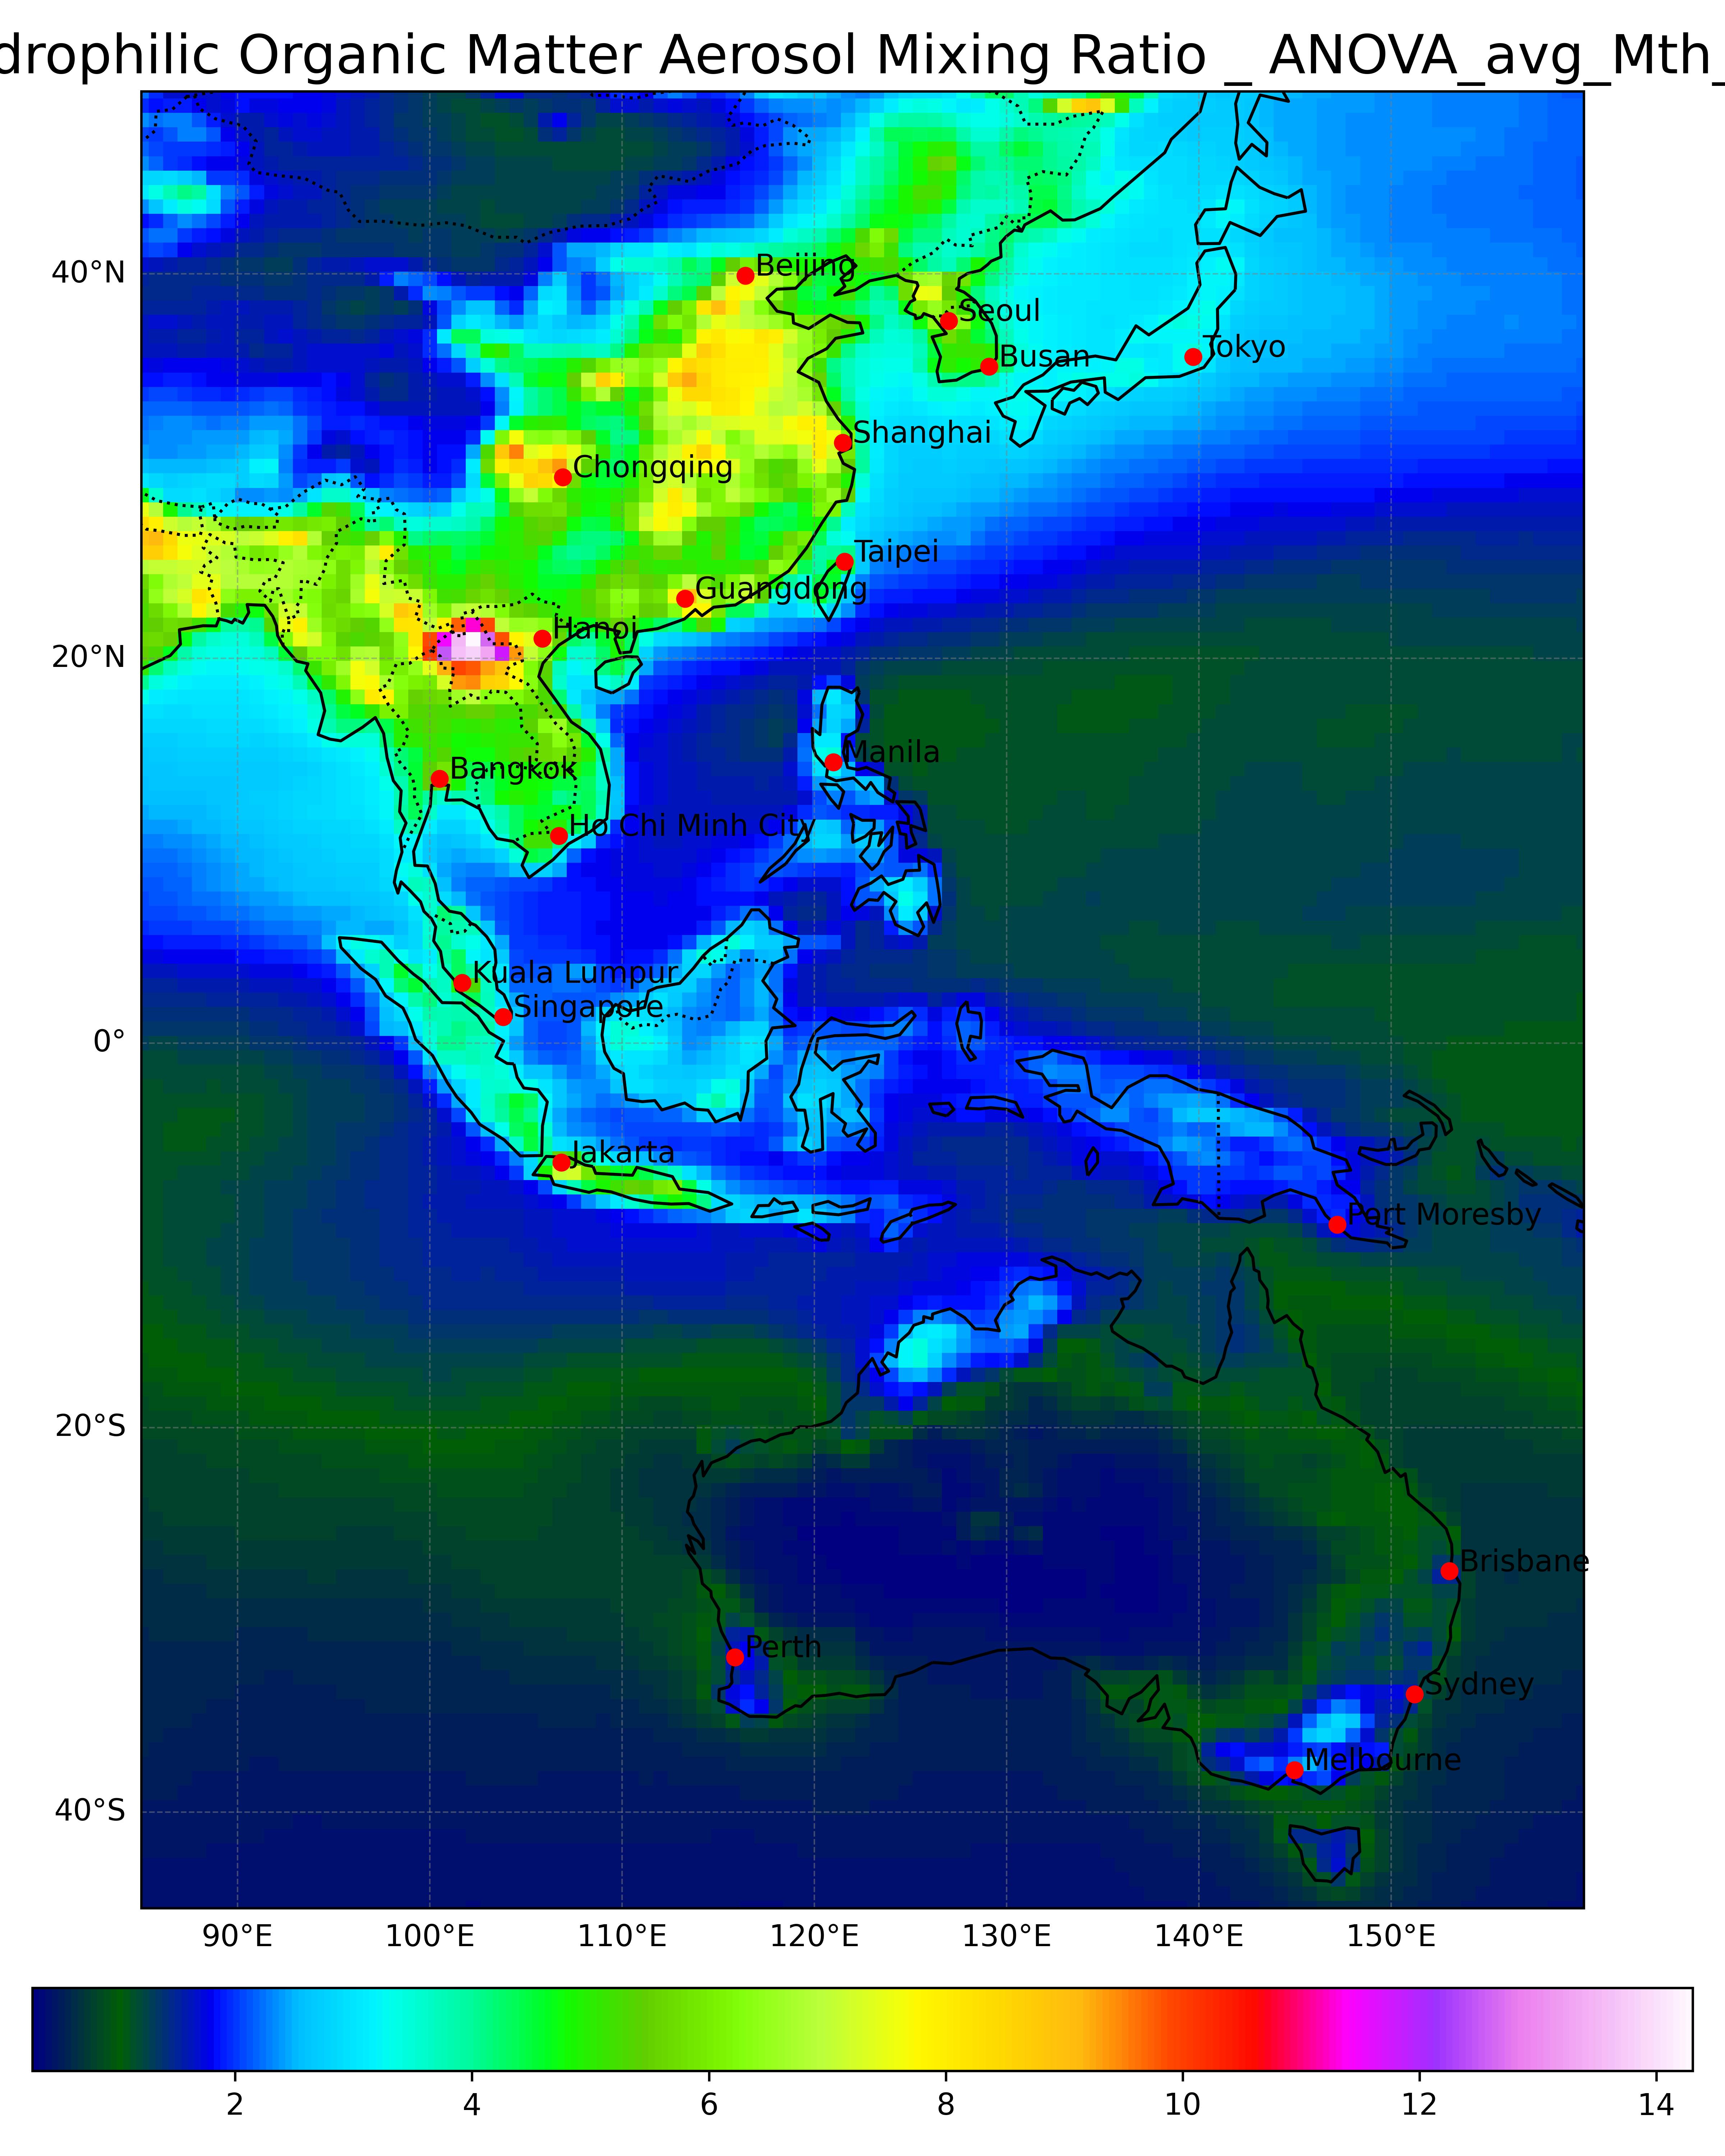 drophilic Organic Matter Aerosol Mixing Ratio _ ANOVA_avg_Mth_
40°N
20°N
0°
20°S
40°S
Beijing
Seoul
Busan
Tokyo
Shanghai
Chongqing
Taipei
Guangdong
Hanoi
Manila
Bangkok
Ho Chi Minh City
Kuala Lumpur
Singapore
Jakarta
Port Moresby
Brisbane
Perth
Sydney
Melbourne
90°E 100°E 110°E 120°E 130°E 140°E 150°E
2 4 6 8 10 12 14